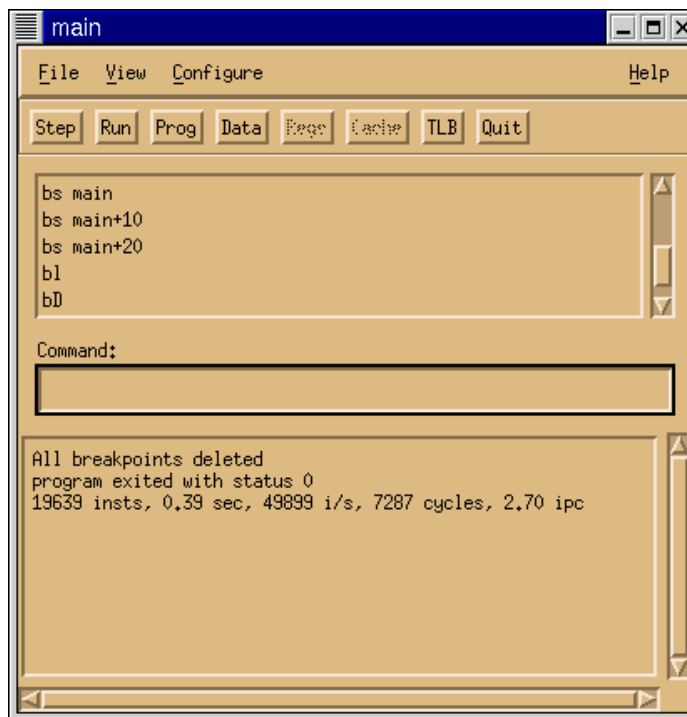 main
File View Configure Help
Step Run Prog Data Regs Cache TLB Quit
bs main
bs main+10
bs main+20
bl
bD
Command:
All breakpoints deleted
program exited with status 0
19639 insts, 0.39 sec, 49899 i/s, 7287 cycles, 2.70 ipc